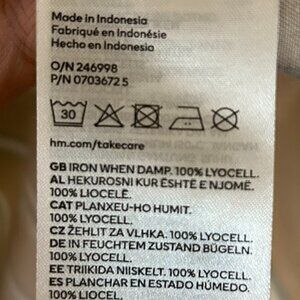 Made in Indonesia
Fabriqué en Indonésie
Hecho en Indonesia
O/N 246998
P/N 0703672 5
30
hm.com/takecare
GB IRON WHEN DAMP. 100% LYOCELL.
AL HEKUROSNI KUR ËSHTË E NJOMË.
100% LIOCELË.
CAT PLANXEU-HO HUMIT.
100% LYOCELL.
CZ ŽEHLIT ZA VLHKA. 100% LYOCELL.
DE IN FEUCHTEM ZUSTAND BÜGELN.
100% LYOCELL.
EE TRIIKIDA NIISKELT. 100% LYOCELL.
ES PLANCHAR EN ESTADO HÚMEDO.
100% LIOCEL.